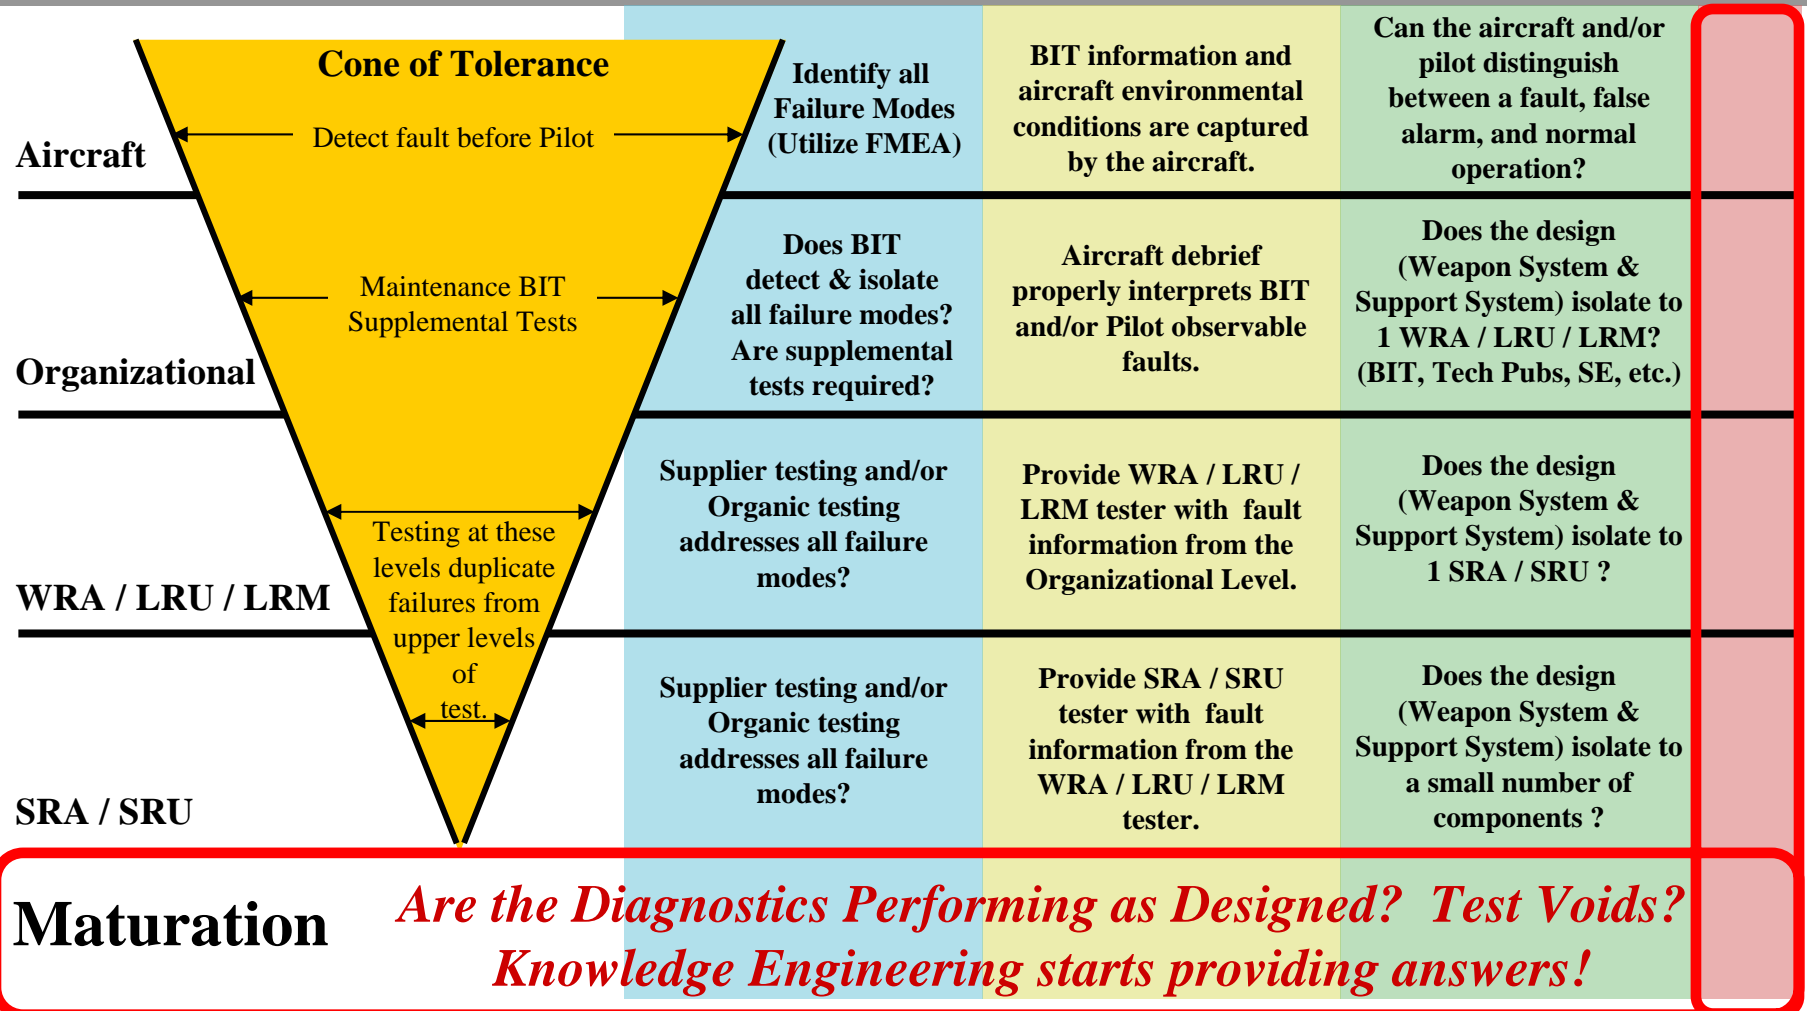 Cone of Tolerance
Detect fault before Pilot
Aircraft
Identify all
Failure Modes
(Utilize FMEA)
BIT information and
aircraft environmental
conditions are captured
by the aircraft.
Can the aircraft and/or
pilot distinguish
between a fault, false
alarm, and normal
operation?
Maintenance BIT
Supplemental Tests
Organizational
Does BIT
detect & isolate
all failure modes?
Are supplemental
tests required?
Aircraft debrief
properly interprets BIT
and/or Pilot observable
faults.
Does the design
(Weapon System &
Support System) isolate to
1 WRA / LRU / LRM?
(BIT, Tech Pubs, SE, etc.)
Testing at these
levels duplicate
failures from
upper levels
of
test.
WRA / LRU / LRM
Supplier testing and/or
Organic testing
addresses all failure
modes?
Provide WRA / LRU /
LRM tester with fault
information from the
Organizational Level.
Does the design
(Weapon System &
Support System) isolate to
1 SRA / SRU ?
SRA / SRU
Supplier testing and/or
Organic testing
addresses all failure
modes?
Provide SRA / SRU
tester with fault
information from the
WRA / LRU / LRM
tester.
Does the design
(Weapon System &
Support System) isolate to
a small number of
components ?
Maturation
Are the Diagnostics Performing as Designed? Test Voids?
Knowledge Engineering starts providing answers!